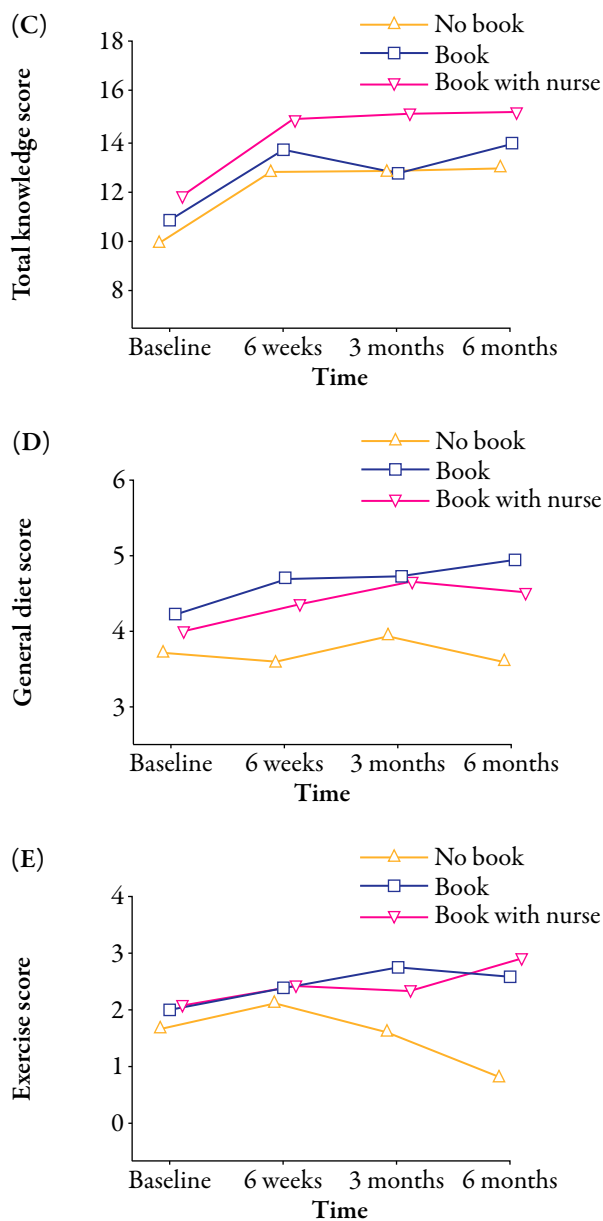 (C)
No book
Book
Book with nurse
Total knowledge score
18
16
14
12
10
8
Baseline 6 weeks 3 months 6 months
Time
(D)
No book
Book
Book with nurse
General diet score
6
5
4
3
Baseline 6 weeks 3 months 6 months
Time
(E)
No book
Book
Book with nurse
Exercise score
4
3
2
1
0
Baseline 6 weeks 3 months 6 months
Time